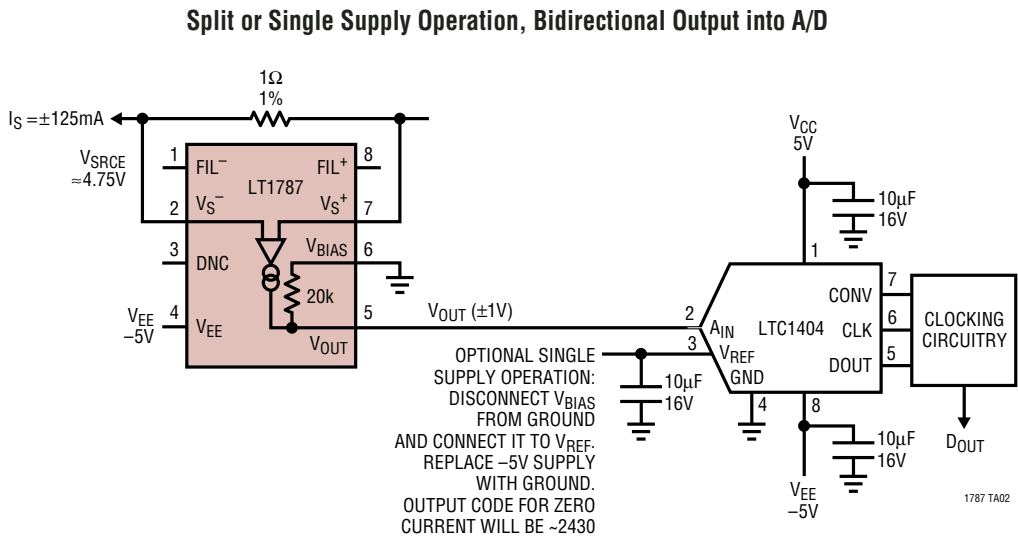 Split or Single Supply Operation, Bidirectional Output into A/D
1Ω
1%
IS = ±125mA
VSRCE
≈4.75V
1
FIL–
FIL+
8
LT1787
2
VS–
VS+
7
3
DNC
VBIAS
6
20k
VEE
–5V
4
VEE
VOUT
5
VOUT (±1V)
VCC
5V
10µF
16V
1
2
AIN
LTC1404
CONV
7
CLK
6
DOUT
5
3
VREF
GND
4
8
CLOCKING
CIRCUITRY
DOUT
10µF
16V
10µF
16V
VEE
–5V
OPTIONAL SINGLE
SUPPLY OPERATION:
DISCONNECT VBIAS
FROM GROUND
AND CONNECT IT TO VREF.
REPLACE –5V SUPPLY
WITH GROUND.
OUTPUT CODE FOR ZERO
CURRENT WILL BE ~2430
1787 TA02